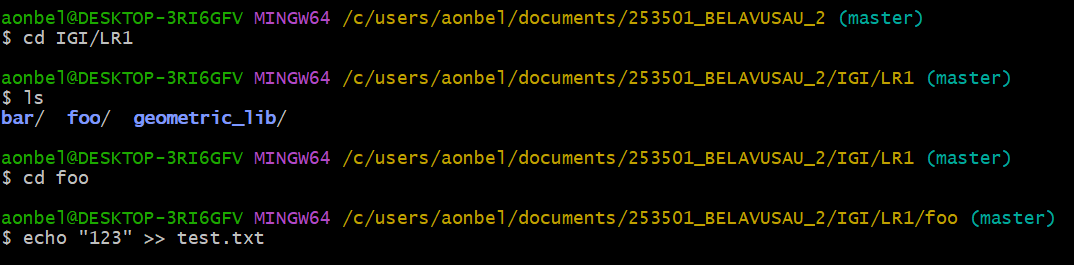 aonbel@DESKTOP-3RI6GFV MINGW64 /c/users/aonbel/documents/253501_BELAVUSAU_2 (master)
$ cd IGI/LR1
aonbel@DESKTOP-3RI6GFV MINGW64 /c/users/aonbel/documents/253501_BELAVUSAU_2/IGI/LR1 (master)
$ ls
bar/  foo/  geometric_lib/
aonbel@DESKTOP-3RI6GFV MINGW64 /c/users/aonbel/documents/253501_BELAVUSAU_2/IGI/LR1 (master)
$ cd foo
aonbel@DESKTOP-3RI6GFV MINGW64 /c/users/aonbel/documents/253501_BELAVUSAU_2/IGI/LR1/foo (master)
$ echo "123" >> test.txt